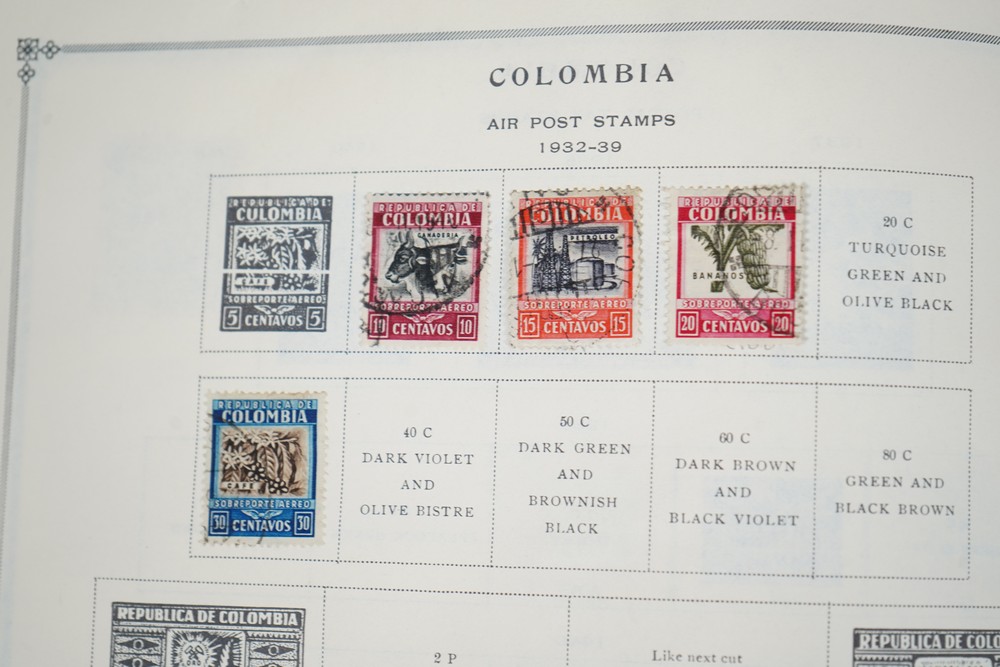 COLOMBIA
AIR POST STAMPS
1932-39
REPUBLICA DE
COLOMBIA
CAFE
SOBREPORTE AEREO
5 CENTAVOS 5
REPUBLICA DE
COLOMBIA
GANADERIA
10 CENTAVOS 10
COLOMBIA
PETROLEO
SOBREPORTE AEREO
15 CENTAVOS 15
REPUBLICA DE
COLOMBIA
BANANOS
SOBREPORTE AEREO
20 CENTAVOS 20
20 C
TURQUOISE
GREEN AND
OLIVE BLACK
REPUBLICA DE
COLOMBIA
CAFE
SOBREPORTE AEREO
30 CENTAVOS 30
40 C
DARK VIOLET
AND
OLIVE BISTRE
50 C
DARK GREEN
AND
BROWNISH
BLACK
60 C
DARK BROWN
AND
BLACK VIOLET
80 C
GREEN AND
BLACK BROWN
REPUBLICA DE COLOMBIA
2 P
Like next cut
REPUBLICA DE COLO